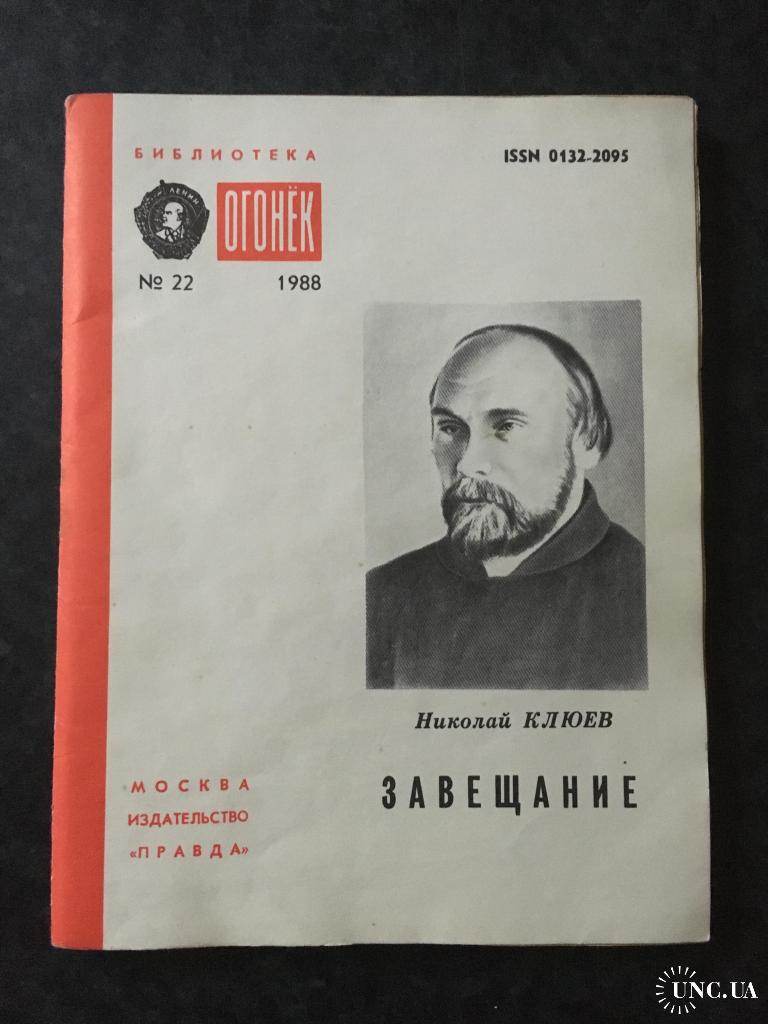 БИБЛИОТЕКА
ISSN 0132-2095
ЛЕНИН
ОГОНЁК
№ 22 1988
Николай КЛЮЕВ
ЗАВЕЩАНИЕ
МОСКВА
ИЗДАТЕЛЬСТВО
«ПРАВДА»
UNC.UA